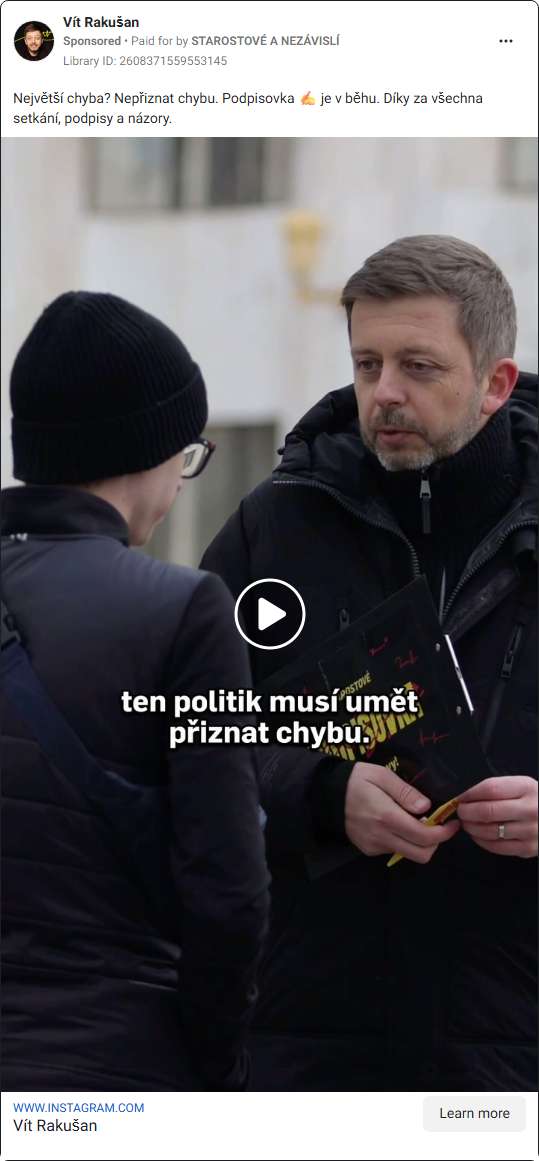 Vít Rakušan
Sponsored • Paid for by STAROSTOVÉ A NEZÁVISLÍ
Library ID: 2608371559553145
Největší chyba? Nepřiznat chybu. Podpisovka ✍️ je v běhu. Díky za všechna
setkání, podpisy a názory.
ten politik musí umět
přiznat chybu.
WWW.INSTAGRAM.COM
Vít Rakušan
Learn more